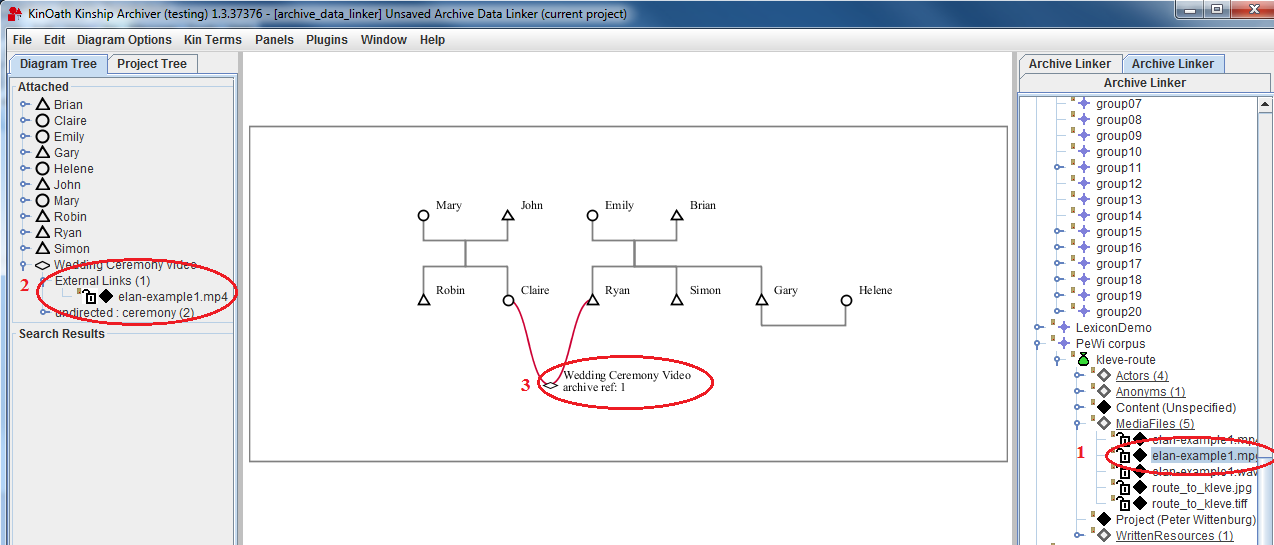 KinOath Kinship Archiver (testing) 1.3.37376 - [archive_data_linker] Unsaved Archive Data Linker (current project)
File Edit Diagram Options Kin Terms Panels Plugins Window Help
Diagram Tree Project Tree
Attached
Brian
Claire
Emily
Gary
Helene
John
Mary
Robin
Ryan
Simon
Wedding Ceremony Video
2 External Links (1)
elan-example1.mp4
undirected : ceremony (2)
Search Results
Mary John Emily Brian
Robin Claire Ryan Simon Gary Helene
3 Wedding Ceremony Video
archive ref: 1
Archive Linker Archive Linker
Archive Linker
group07
group08
group09
group10
group11
group12
group13
group14
group15
group16
group17
group18
group19
group20
LexiconDemo
PeWi corpus
kleve-route
Actors (4)
Anonyms (1)
Content (Unspecified)
MediaFiles (5)
elan-example1.mp
1 elan-example1.mp
elan-example1.wav
route_to_kleve.jpg
route_to_kleve.tiff
Project (Peter Wittenburg)
WrittenResources (1)